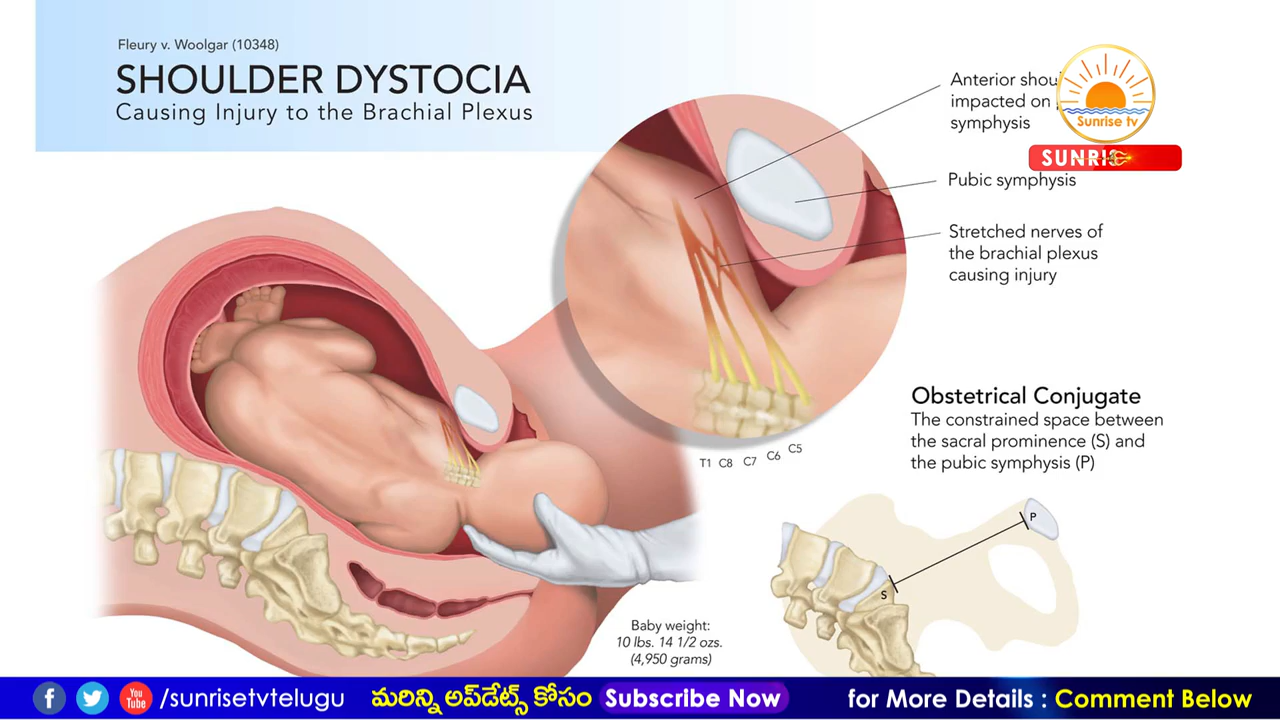 Fleury v. Woolgar (10348)
SHOULDER DYSTOCIA
Causing Injury to the Brachial Plexus
Anterior
impacted on
symphysis
Sunrise tv
SUNRIS
Pubic symphysis
Stretched nerves of
the brachial plexus
causing injury
T1 C8 C7 C6 C5
Obstetrical Conjugate
The constrained space between
the sacral prominence (S) and
the pubic symphysis (P)
P
S
Baby weight:
10 lbs. 14 1/2 ozs.
(4,950 grams)
f You Tube /sunrisetvtelugu మరిన్ని అప్‌డేట్స్ కోసం Subscribe Now for More Details : Comment Below